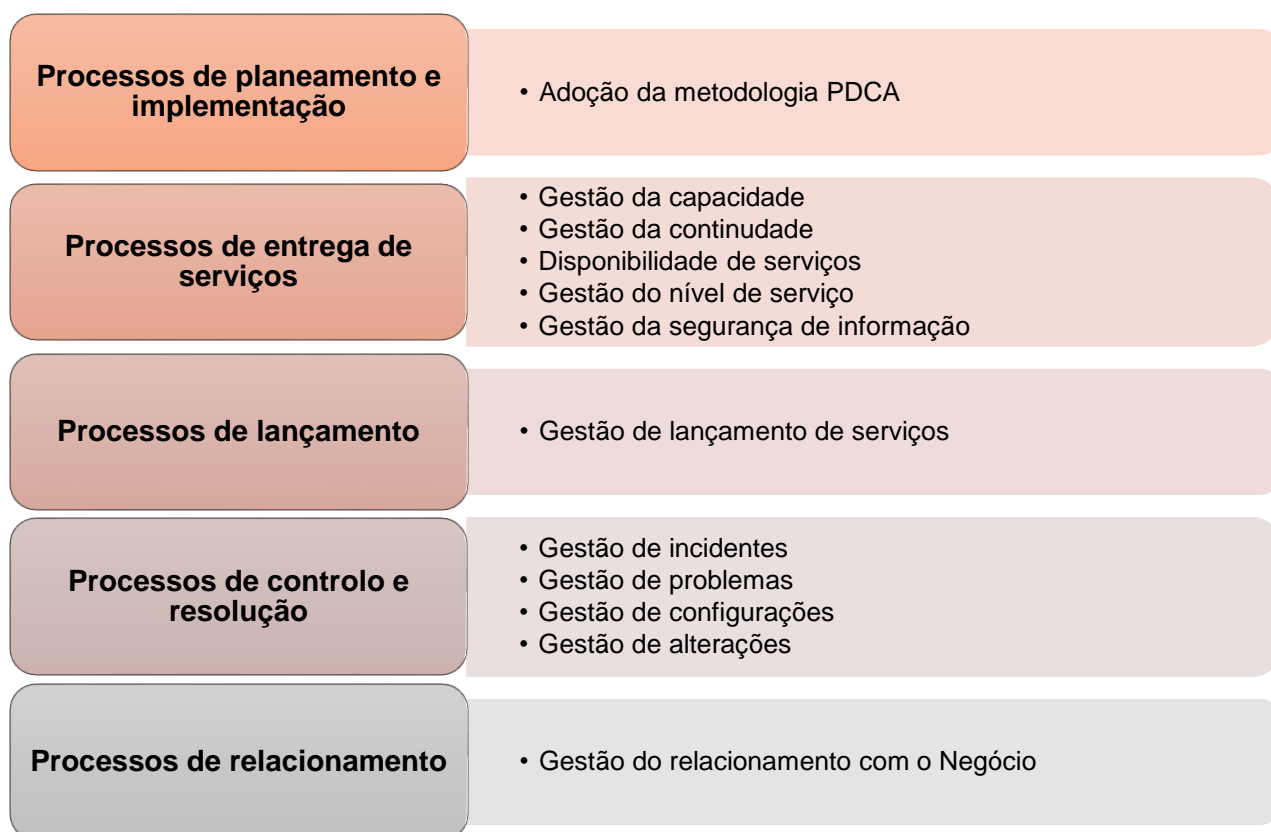 Processos de planeamento e
implementação
• Adoção da metodologia PDCA
Processos de entrega de
serviços
• Gestão da capacidade
• Gestão da continudade
• Disponibilidade de serviços
• Gestão do nível de serviço
• Gestão da segurança de informação
Processos de lançamento
• Gestão de lançamento de serviços
Processos de controlo e
resolução
• Gestão de incidentes
• Gestão de problemas
• Gestão de configurações
• Gestão de alterações
Processos de relacionamento
• Gestão do relacionamento com o Negócio